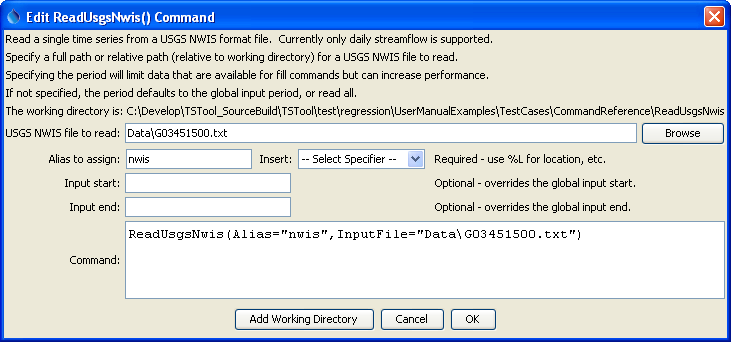 Edit ReadUsgsNwis() Command
Read a single time series from a USGS NWIS format file.  Currently only daily streamflow is supported.
Specify a full path or relative path (relative to working directory) for a USGS NWIS file to read.
Specifying the period will limit data that are available for fill commands but can increase performance.
If not specified, the period defaults to the global input period, or read all.
The working directory is: C:\Develop\TSTool_SourceBuild\TSTool\test\regression\UserManualExamples\TestCases\CommandReference\ReadUsgsNwis
USGS NWIS file to read: Data\G03451500.txt Browse
Alias to assign: nwis Insert: -- Select Specifier -- Required - use %L for location, etc.
Input start: Optional - overrides the global input start.
Input end: Optional - overrides the global input end.
ReadUsgsNwis(Alias="nwis",InputFile="Data\G03451500.txt")
Command:
Add Working Directory Cancel OK